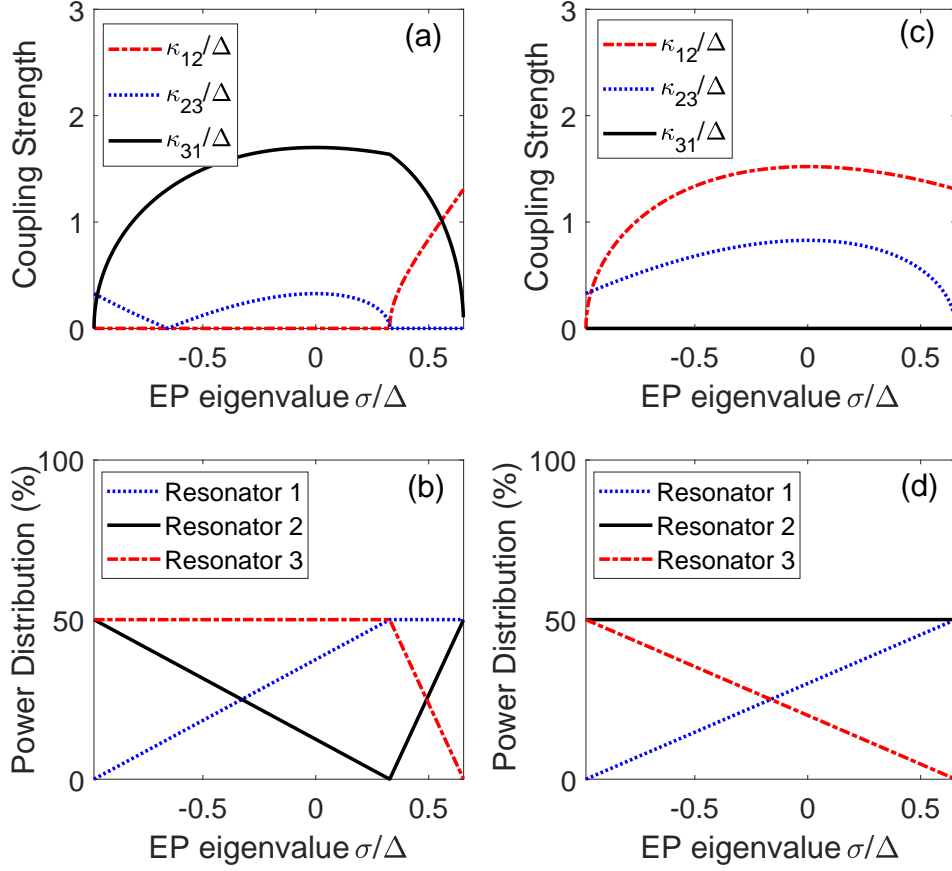 (a)
κ12/Δ
κ23/Δ
κ31/Δ
Coupling Strength
3
2
1
0
-0.5
0
0.5
EP eigenvalue σ/Δ
(c)
κ12/Δ
κ23/Δ
κ31/Δ
Coupling Strength
3
2
1
0
-0.5
0
0.5
EP eigenvalue σ/Δ
(b)
Resonator 1
Resonator 2
Resonator 3
Power Distribution (%)
100
50
0
-0.5
0
0.5
EP eigenvalue σ/Δ
(d)
Resonator 1
Resonator 2
Resonator 3
Power Distribution (%)
100
50
0
-0.5
0
0.5
EP eigenvalue σ/Δ